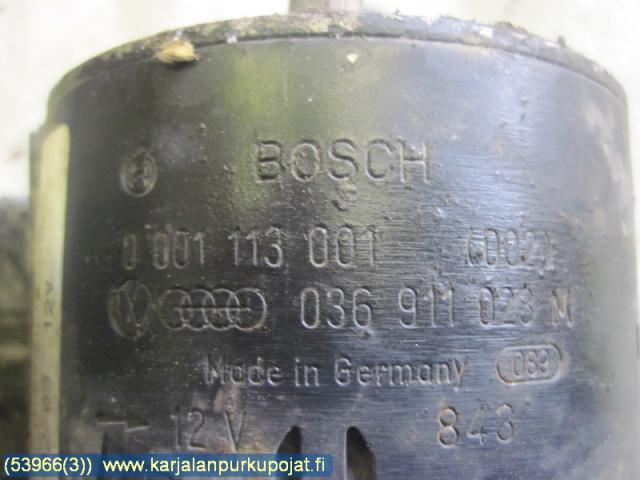 BOSCH
0 001 113 001 (002)
036 911 023 M
Made in Germany 089
12 V 843
12V
(53966(3)) www.karjalanpurkupojat.fi